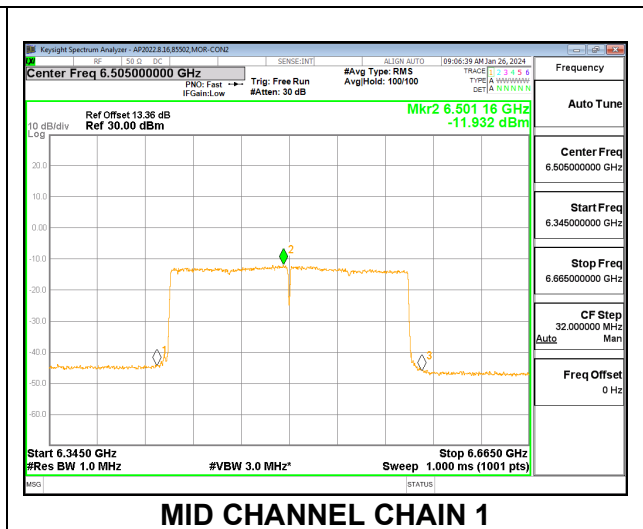 Keysight Spectrum Analyzer - AP2022.8.16,85502,MOR-CON2
RF 50 Ω DC SENSE:INT ALIGN AUTO 09:06:39 AM Jan 26, 2024
Center Freq 6.505000000 GHz
PNO: Fast
IFGain:Low
Trig: Free Run
#Atten: 30 dB
#Avg Type: RMS
Avg|Hold: 100/100
TRACE 1 2 3 4 5 6
TYPE A WWWWW
DET A N N N N N
Frequency
Auto Tune
Center Freq
6.505000000 GHz
Start Freq
6.345000000 GHz
Stop Freq
6.665000000 GHz
CF Step
32.000000 MHz
Auto Man
Freq Offset
0 Hz
Mkr2 6.501 16 GHz
-11.932 dBm
Ref Offset 13.36 dB
10 dB/div Ref 30.00 dBm
Log
20.0
10.0
0.00
-10.0
-20.0
-30.0
-40.0
-50.0
-60.0
1
2
3
Start 6.3450 GHz Stop 6.6650 GHz
#Res BW 1.0 MHz #VBW 3.0 MHz* Sweep 1.000 ms (1001 pts)
MSG STATUS
MID CHANNEL CHAIN 1